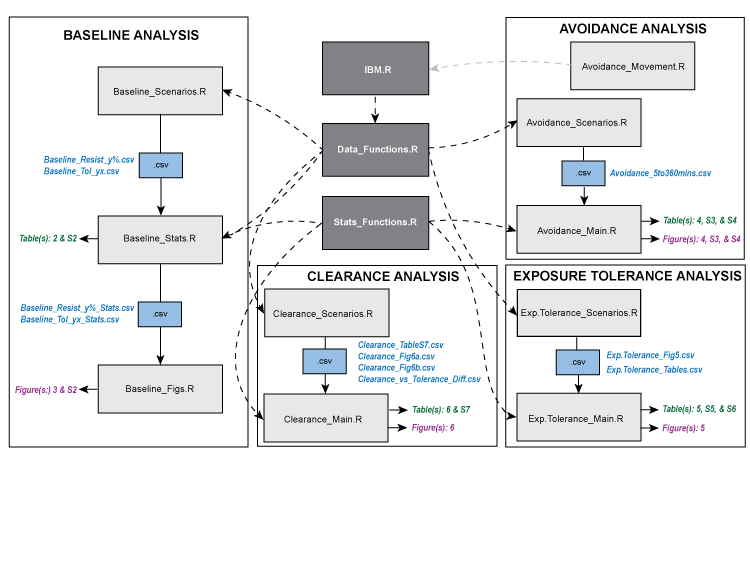 BASELINE ANALYSIS
Baseline_Scenarios.R
Baseline_Resist_y%.csv
Baseline_Tol_yx.csv
.csv
Table(s): 2 & S2
Baseline_Stats.R
Baseline_Resist_y%_Stats.csv
Baseline_Tol_yx_Stats.csv
.csv
Figure(s:) 3 & S2
Baseline_Figs.R
IBM.R
Data_Functions.R
Stats_Functions.R
AVOIDANCE ANALYSIS
Avoidance_Movement.R
Avoidance_Scenarios.R
.csv
Avoidance_5to360mins.csv
Avoidance_Main.R
Table(s): 4, S3, & S4
Figure(s): 4, S3, & S4
CLEARANCE ANALYSIS
Clearance_Scenarios.R
.csv
Clearance_TableS7.csv
Clearance_Fig6a.csv
Clearance_Fig6b.csv
Clearance_vs_Tolerance_Diff.csv
Clearance_Main.R
Table(s): 6 & S7
Figure(s): 6
EXPOSURE TOLERANCE ANALYSIS
Exp.Tolerance_Scenarios.R
.csv
Exp.Tolerance_Fig5.csv
Exp.Tolerance_Tables.csv
Exp.Tolerance_Main.R
Table(s): 5, S5, & S6
Figure(s): 5